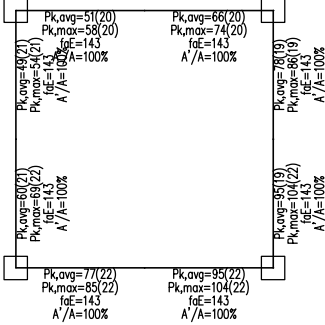 Pk,avg=51(20)
Pk,max=58(20)
faE=143
A'/A=100%
Pk,avg=66(20)
Pk,max=74(20)
faE=143
A'/A=100%
Pk,avg=49(21)
Pk,max=54(21)
faE=143
A'/A=100%
Pk,avg=78(19)
Pk,max=86(19)
faE=143
A'/A=100%
Pk,avg=60(21)
Pk,max=69(22)
faE=143
A'/A=100%
Pk,avg=95(19)
Pk,max=104(22)
faE=143
A'/A=100%
Pk,avg=77(22)
Pk,max=85(22)
faE=143
A'/A=100%
Pk,avg=95(22)
Pk,max=104(22)
faE=143
A'/A=100%